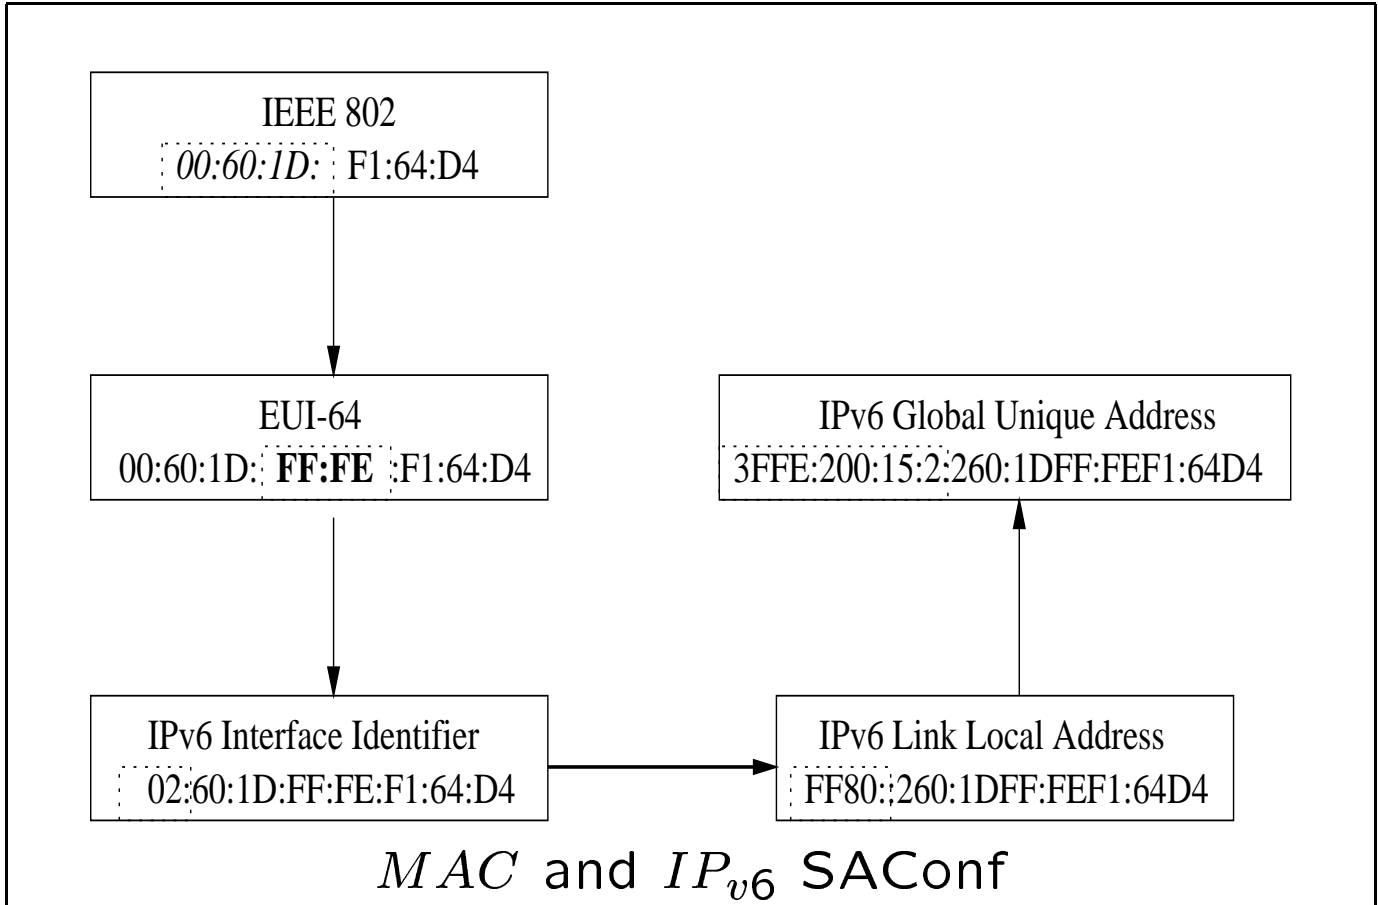 IEEE 802
00:60:1D: F1:64:D4
EUI-64
00:60:1D: FF:FE :F1:64:D4
IPv6 Global Unique Address
3FFE:200:15:2:260:1DFF:FEF1:64D4
IPv6 Interface Identifier
02:60:1D:FF:FE:F1:64:D4
IPv6 Link Local Address
FF80::260:1DFF:FEF1:64D4
MAC and IPv6 SAConf